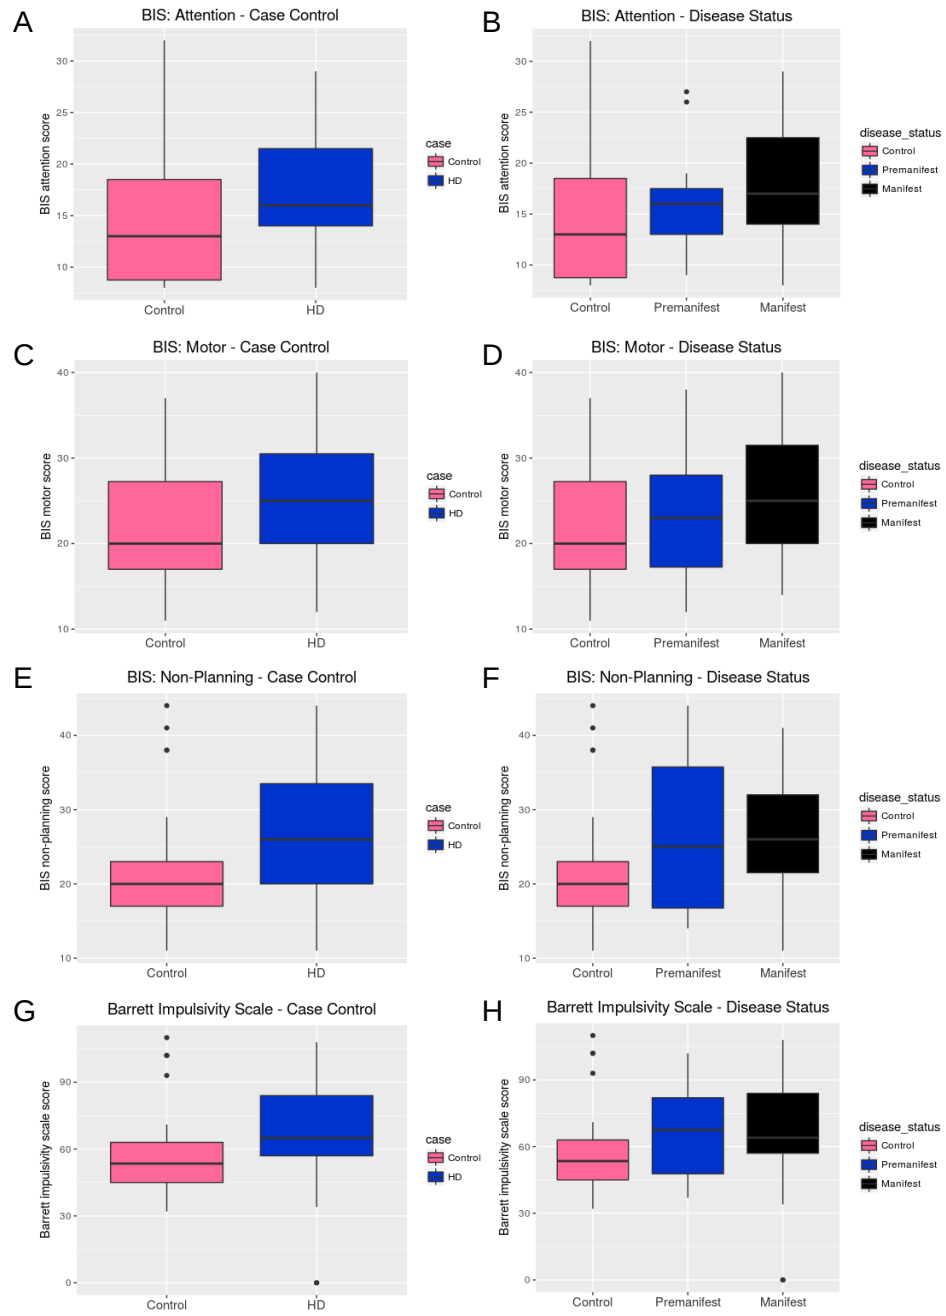 A
BIS: Attention - Case Control
BIS attention score
30
25
20
15
10
Control
HD
case
Control
HD
B
BIS: Attention - Disease Status
BIS attention score
30
25
20
15
10
Control
Premanifest
Manifest
disease_status
Control
Premanifest
Manifest
C
BIS: Motor - Case Control
BIS motor score
40
30
20
10
Control
HD
case
Control
HD
D
BIS: Motor - Disease Status
BIS motor score
40
30
20
10
Control
Premanifest
Manifest
disease_status
Control
Premanifest
Manifest
E
BIS: Non-Planning - Case Control
BIS non-planning score
40
30
20
10
Control
HD
case
Control
HD
F
BIS: Non-Planning - Disease Status
BIS non-planning score
40
30
20
10
Control
Premanifest
Manifest
disease_status
Control
Premanifest
Manifest
G
Barrett Impulsivity Scale - Case Control
Barrett impulsivity scale score
90
60
30
0
Control
HD
case
Control
HD
H
Barrett Impulsivity Scale - Disease Status
Barrett impulsivity scale score
90
60
30
0
Control
Premanifest
Manifest
disease_status
Control
Premanifest
Manifest